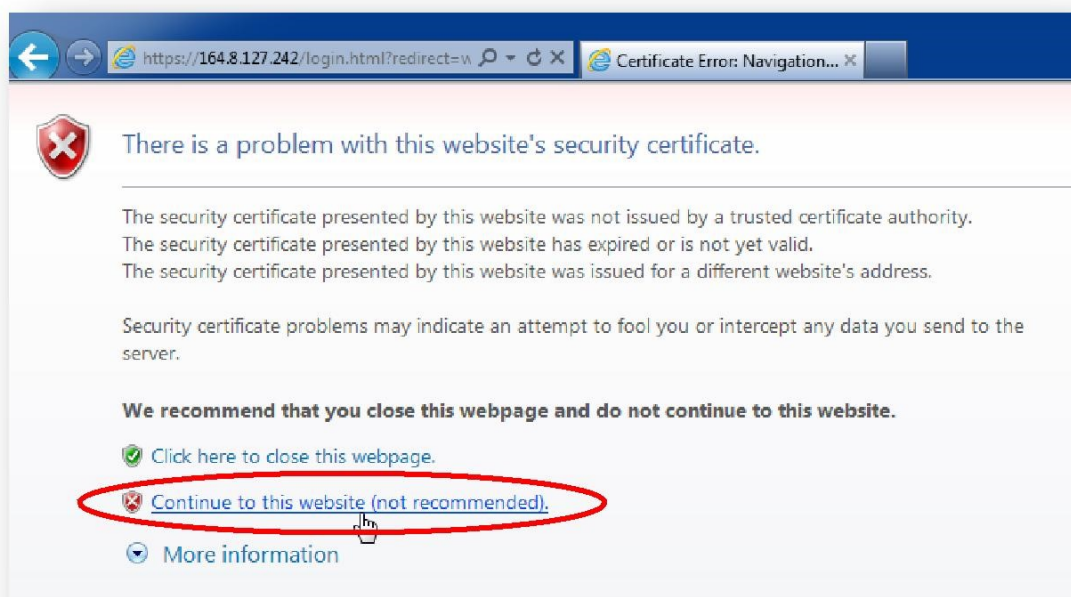 https://164.8.127.242/login.html?redirect=w
Certificate Error: Navigation...
There is a problem with this website's security certificate.
The security certificate presented by this website was not issued by a trusted certificate authority.
The security certificate presented by this website has expired or is not yet valid.
The security certificate presented by this website was issued for a different website's address.
Security certificate problems may indicate an attempt to fool you or intercept any data you send to the
server.
We recommend that you close this webpage and do not continue to this website.
Click here to close this webpage.
Continue to this website (not recommended).
More information